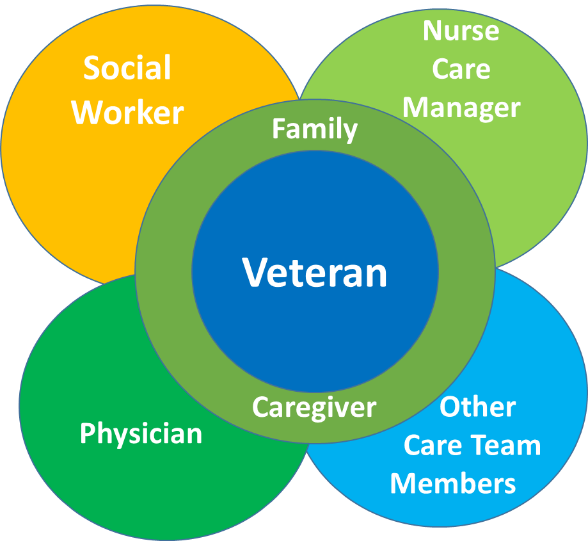 Social
Worker
Nurse
Care
Manager
Family
Veteran
Caregiver
Physician
Other
Care Team
Members